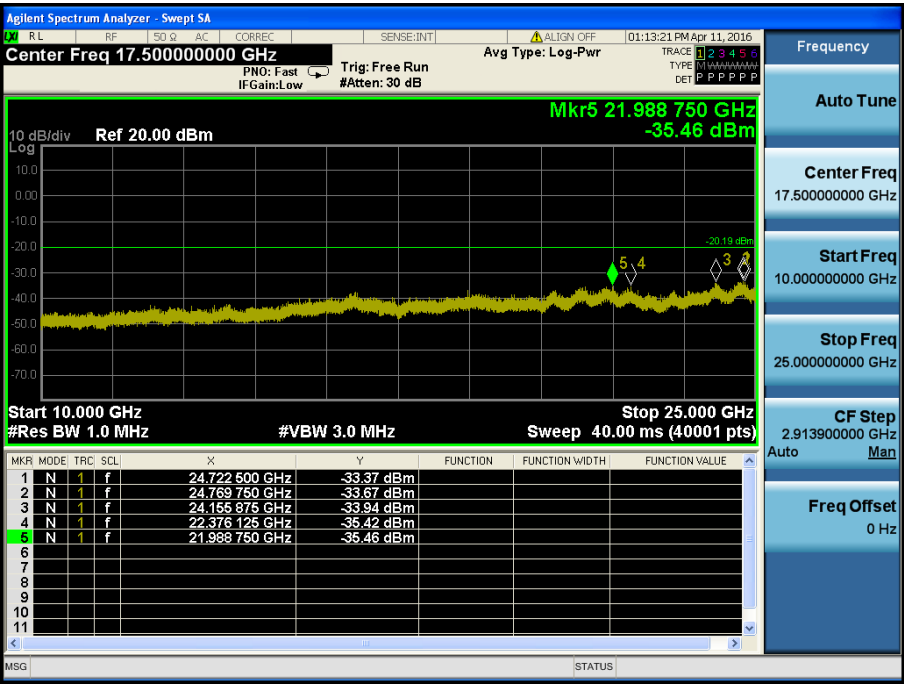 Agilent Spectrum Analyzer - Swept SA
LXI RL RF 50 Ω AC CORREC SENSE:INT ALIGN OFF 01:13:21 PM Apr 11, 2016
Center Freq 17.500000000 GHz
PNO: Fast
IFGain:Low
Trig: Free Run
#Atten: 30 dB
Avg Type: Log-Pwr
TRACE 1 2 3 4 5 6
TYPE M WWWWW
DET P P P P P P
Mkr5 21.988 750 GHz
-35.46 dBm
10 dB/div Ref 20.00 dBm
Log
10.0
0.00
-10.0
-20.0
-30.0
-40.0
-50.0
-60.0
-70.0
-20.19 dBm
5 4 3
Start 10.000 GHz Stop 25.000 GHz
#Res BW 1.0 MHz #VBW 3.0 MHz Sweep 40.00 ms (40001 pts)
MKR MODE TRC SCL X Y FUNCTION FUNCTION WIDTH FUNCTION VALUE
1 N 1 f 24.722 500 GHz -33.37 dBm
2 N 1 f 24.769 750 GHz -33.67 dBm
3 N 1 f 24.155 875 GHz -33.94 dBm
4 N 1 f 22.376 125 GHz -35.42 dBm
5 N 1 f 21.988 750 GHz -35.46 dBm
6
7
8
9
10
11
MSG STATUS
Frequency
Auto Tune
Center Freq
17.500000000 GHz
Start Freq
10.000000000 GHz
Stop Freq
25.000000000 GHz
CF Step
2.913900000 GHz
Auto Man
Freq Offset
0 Hz